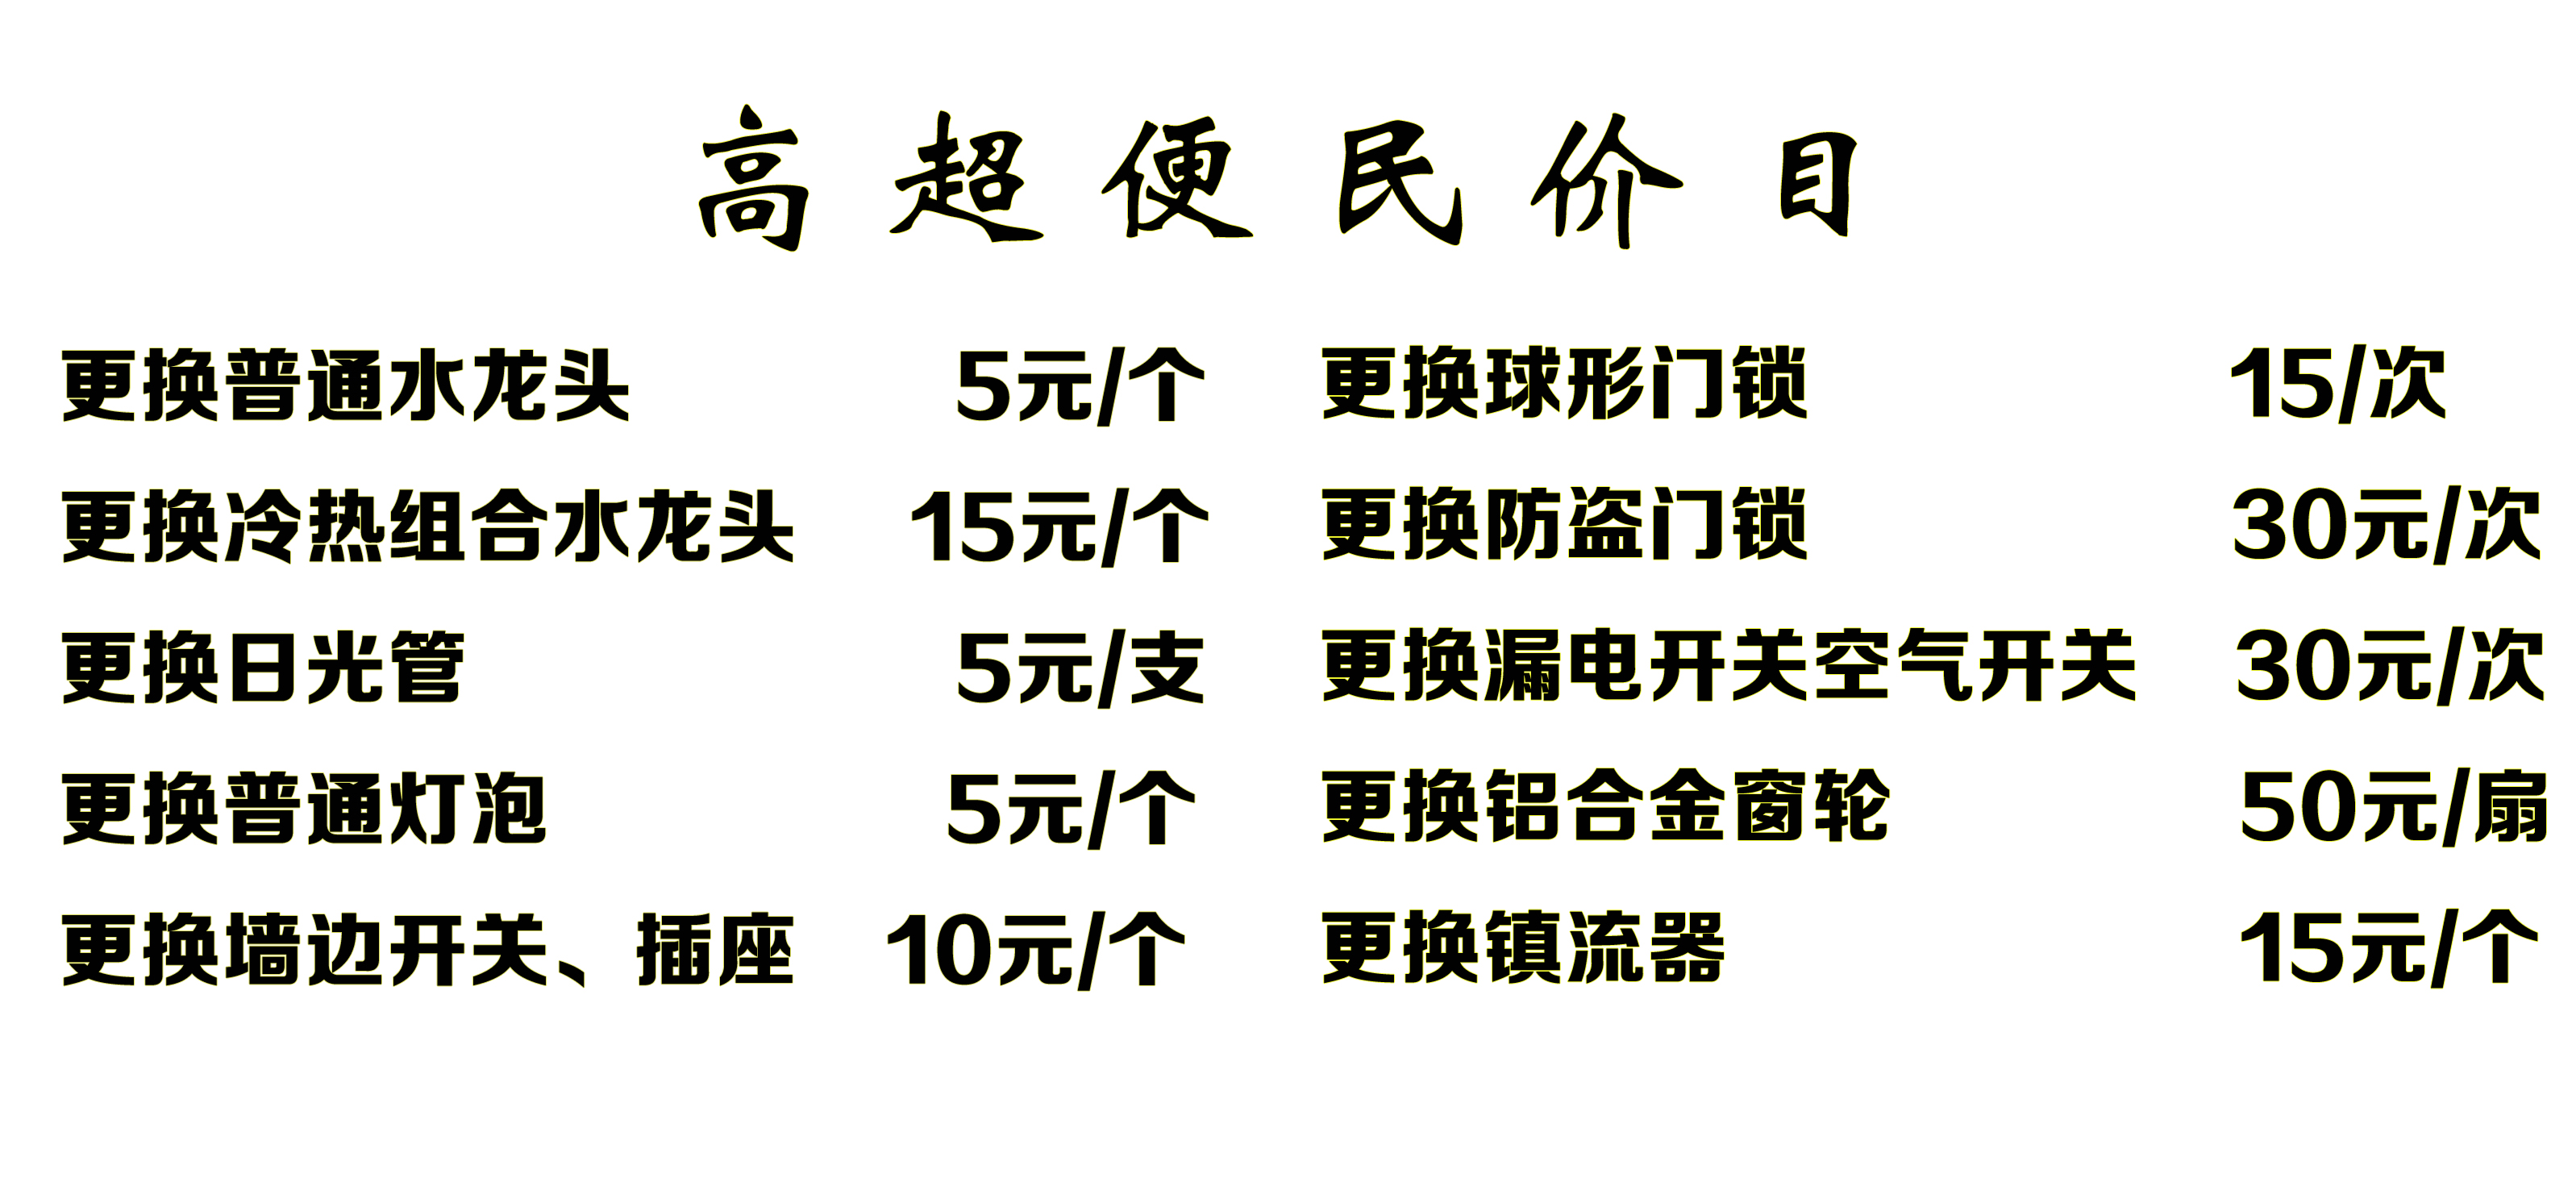 高超便民价目
更换普通水龙头 5元/个 更换球形门锁 15/次
更换冷热组合水龙头 15元/个 更换防盗门锁 30元/次
更换日光管 5元/支 更换漏电开关空气开关 30元/次
更换普通灯泡 5元/个 更换铝合金窗轮 50元/扇
更换墙边开关、插座 10元/个 更换镇流器 15元/个